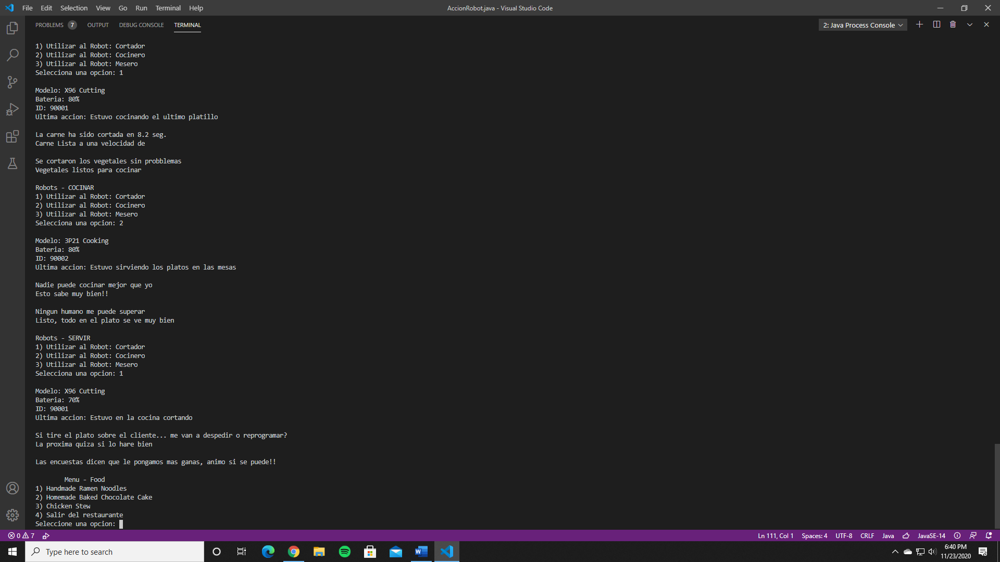 File Edit Selection View Go Run Terminal Help
AccionRobot.java - Visual Studio Code
PROBLEMS 7 OUTPUT DEBUG CONSOLE TERMINAL
2: Java Process Console
1) Utilizar al Robot: Cortador
2) Utilizar al Robot: Cocinero
3) Utilizar al Robot: Mesero
Selecciona una opcion: 1
Modelo: X96 Cutting
Bateria: 80%
ID: 90001
Ultima accion: Estuvo cocinando el ultimo platillo
La carne ha sido cortada en 8.2 seg.
Carne Lista a una velocidad de
Se cortaron los vegetales sin probblemas
Vegetales listos para cocinar
Robots - COCINAR
1) Utilizar al Robot: Cortador
2) Utilizar al Robot: Cocinero
3) Utilizar al Robot: Mesero
Selecciona una opcion: 2
Modelo: 3P21 Cooking
Bateria: 80%
ID: 90002
Ultima accion: Estuvo sirviendo los platos en las mesas
Nadie puede cocinar mejor que yo
Esto sabe muy bien!!
Ningun humano me puede superar
Listo, todo en el plato se ve muy bien
Robots - SERVIR
1) Utilizar al Robot: Cortador
2) Utilizar al Robot: Cocinero
3) Utilizar al Robot: Mesero
Selecciona una opcion: 1
Modelo: X96 Cutting
Bateria: 70%
ID: 90001
Ultima accion: Estuvo en la cocina cortando
Si tire el plato sobre el cliente... me van a despedir o reprogramar?
La proxima quiza si lo hare bien
Las encuestas dicen que le pongamos mas ganas, animo si se puede!!
Menu - Food
1) Handmade Ramen Noodles
2) Homemade Baked Chocolate Cake
3) Chicken Stew
4) Salir del restaurante
Seleccione una opcion:
0 7
Ln 111, Col 1 Spaces: 4 UTF-8 CRLF Java JavaSE-14
Type here to search
6:40 PM
11/23/2020